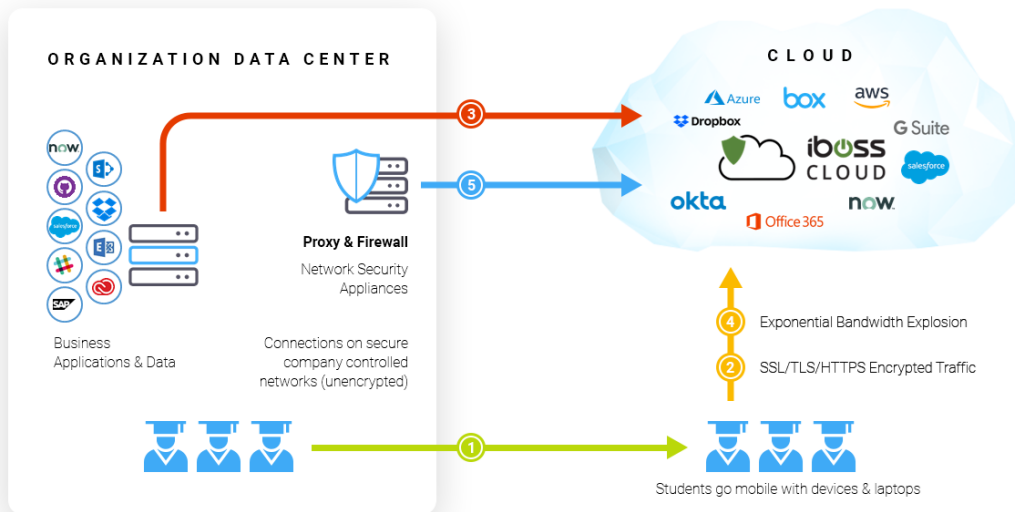 ORGANIZATION DATA CENTER
CLOUD
Azure
box
aws
Dropbox
G Suite
iboss
CLOUD
salesforce
okta
now
Office 365
3
5
now
S
salesforce
E
SAP
Proxy & Firewall
Network Security
Appliances
Business
Applications & Data
Connections on secure
company controlled
networks (unencrypted)
4
Exponential Bandwidth Explosion
2
SSL/TLS/HTTPS Encrypted Traffic
1
Students go mobile with devices & laptops